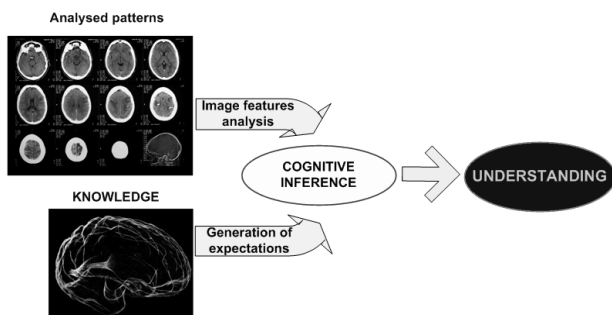 Analysed patterns
Image features
analysis
COGNITIVE
INFERENCE
UNDERSTANDING
KNOWLEDGE
Generation of
expectations